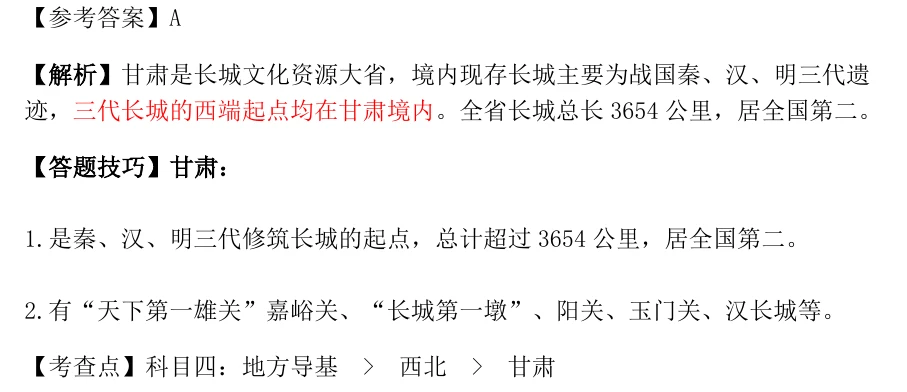 【参考答案】A
【解析】甘肃是长城文化资源大省，境内现存长城主要为战国秦、汉、明三代遗
迹，三代长城的西端起点均在甘肃境内。全省长城总长 3654 公里，居全国第二。
【答题技巧】甘肃：
1.是秦、汉、明三代修筑长城的起点，总计超过 3654 公里，居全国第二。
2.有“天下第一雄关”嘉峪关、“长城第一墩”、阳关、玉门关、汉长城等。
【考查点】科目四：地方导基 > 西北 > 甘肃